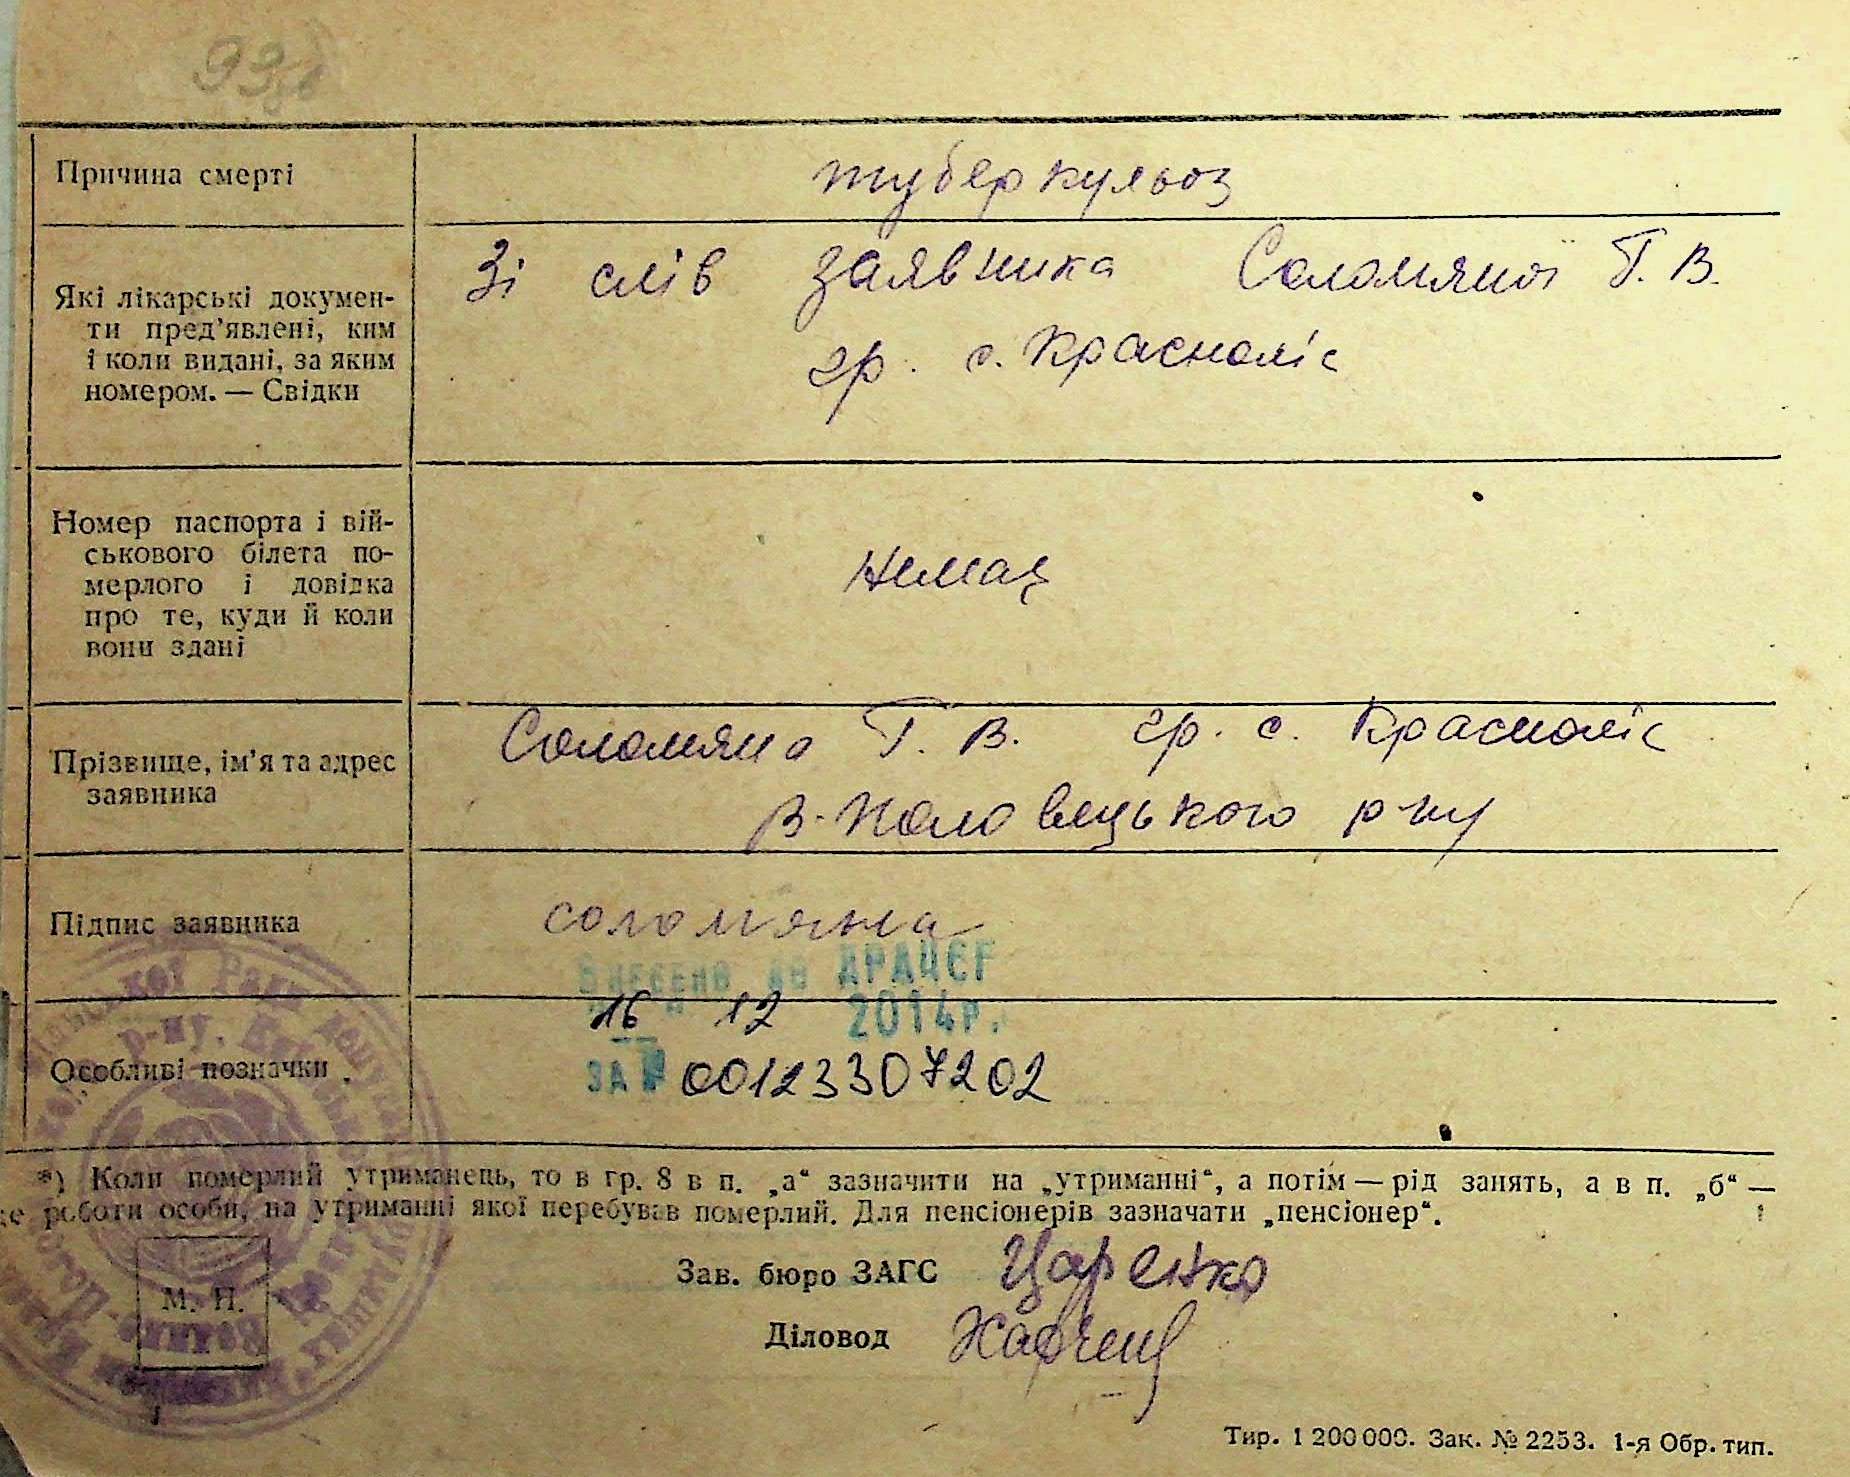 93
Причина смерті
туберкульоз
Які лікарські докумен-
ти пред'явлені, ким
і коли видані, за яким
номером. — Свідки
Зі слів заявника Соломяної Г. В.
гр. с. Красноліс
Номер паспорта і вій-
ськового білета по-
мерлого і довідка
про те, куди й коли
вони здані
Немає
Прізвище, ім'я та адрес
заявника
Соломяна Г. В. гр. с. Красноліс
В-Половецького р-ну
Підпис заявника
соломяна
Внесено до ДРАЦСГ
16 12 2014р.
Особливі позначки
ЗА № 00123307202
*) Коли померлий утриманець, то в гр. 8 в п. „а“ зазначити на „утриманні“, а потім — рід занять, а в п. „б“ —
це роботи особи, на утриманні якої перебував померлий. Для пенсіонерів зазначати „пенсіонер“.
Зав. бюро ЗАГС Царенко
М. П.
Діловод
Тир. 1 200 000. Зак. № 2253. 1-я Обр. тип.